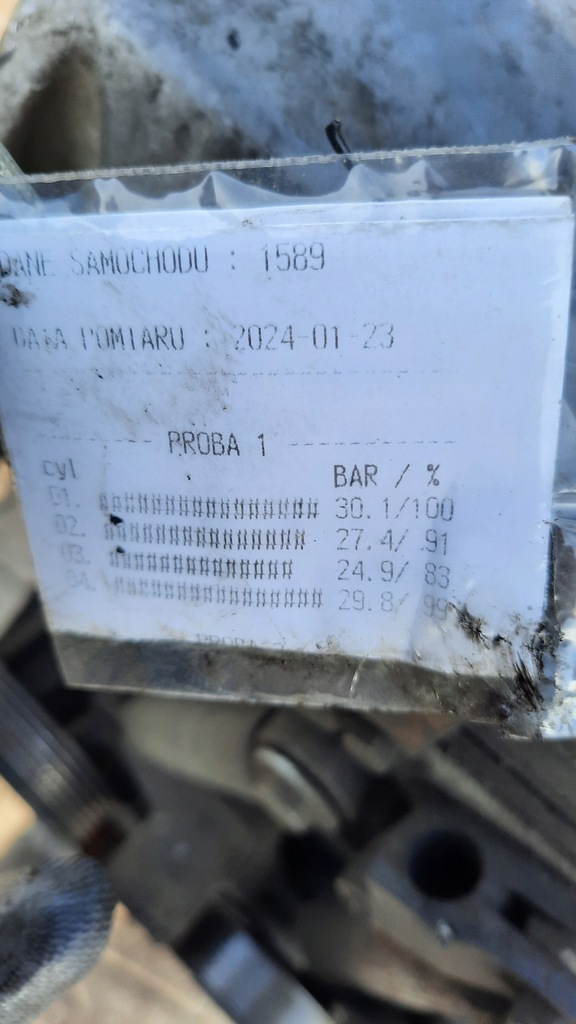 DANE SAMOCHODU : 1589
DATA POMIARU : 2024-01-23
----------- PROBA 1 -----------------
cyl BAR / %
01. ################## 30.1/100
02. ################# 27.4/ 91
03. ############### 24.9/ 83
04. ################## 29.8/ 99
PROBA